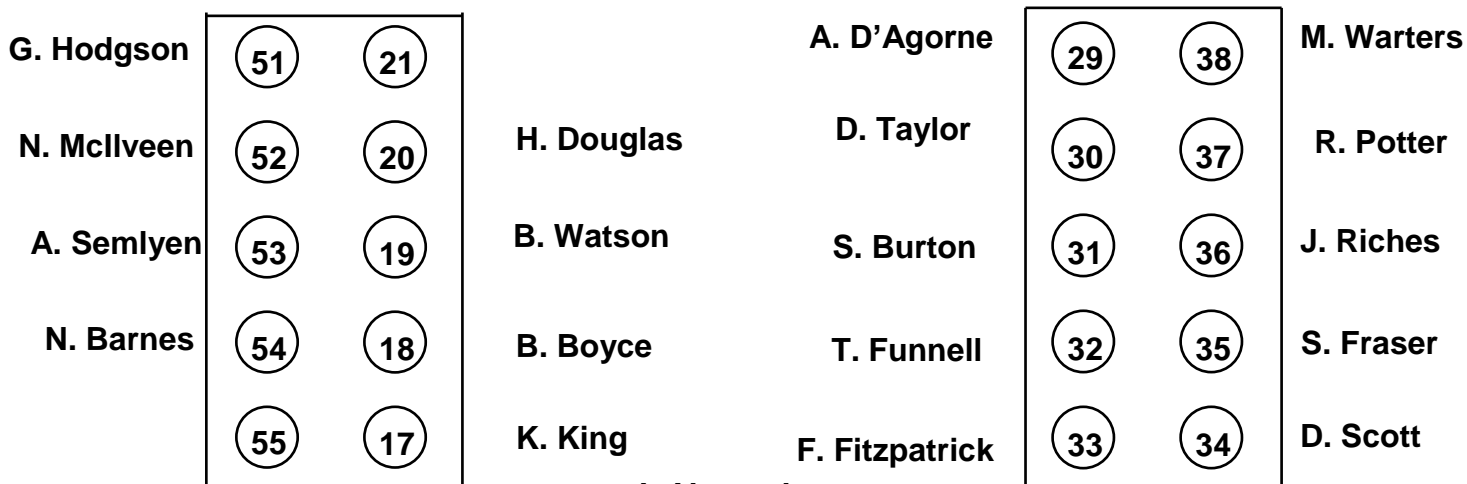 G. Hodgson 51 21 A. D’Agorne 29 38 M. Warters
N. McIlveen 52 20 H. Douglas D. Taylor 30 37 R. Potter
A. Semlyen 53 19 B. Watson S. Burton 31 36 J. Riches
N. Barnes 54 18 B. Boyce T. Funnell 32 35 S. Fraser
55 17 K. King F. Fitzpatrick 33 34 D. Scott